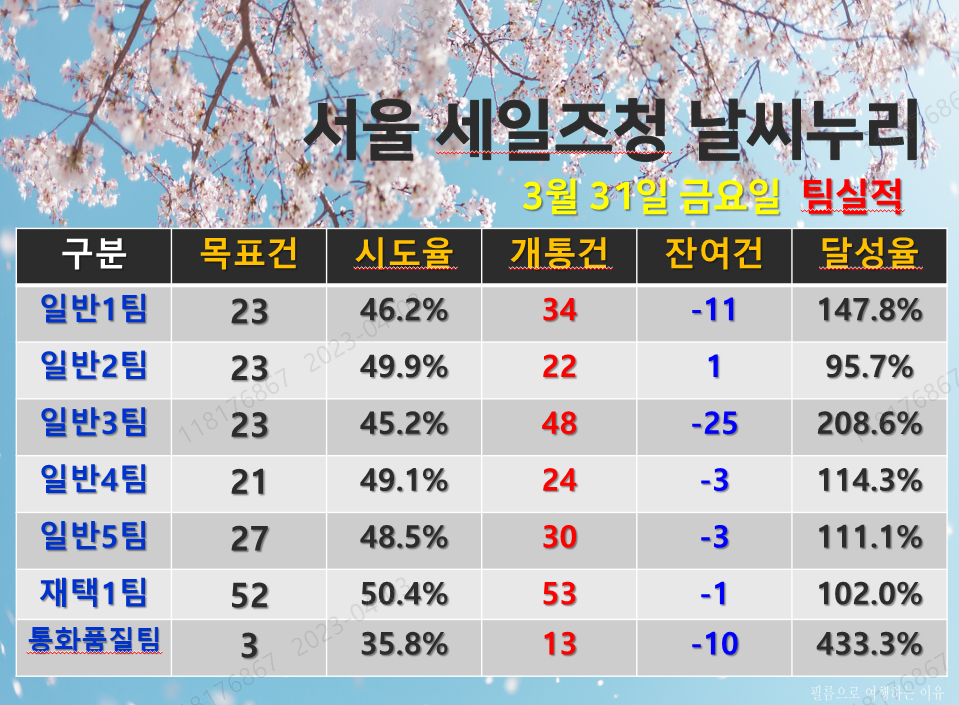 서울 세일즈청 날씨누리
3월 31일 금요일 팀실적
구분 목표건 시도율 개통건 잔여건 달성율
일반1팀 23 46.2% 34 -11 147.8%
일반2팀 23 49.9% 22 1 95.7%
일반3팀 23 45.2% 48 -25 208.6%
일반4팀 21 49.1% 24 -3 114.3%
일반5팀 27 48.5% 30 -3 111.1%
재택1팀 52 50.4% 53 -1 102.0%
통화품질팀 3 35.8% 13 -10 433.3%
118176867
필름으로 여행하는 이유